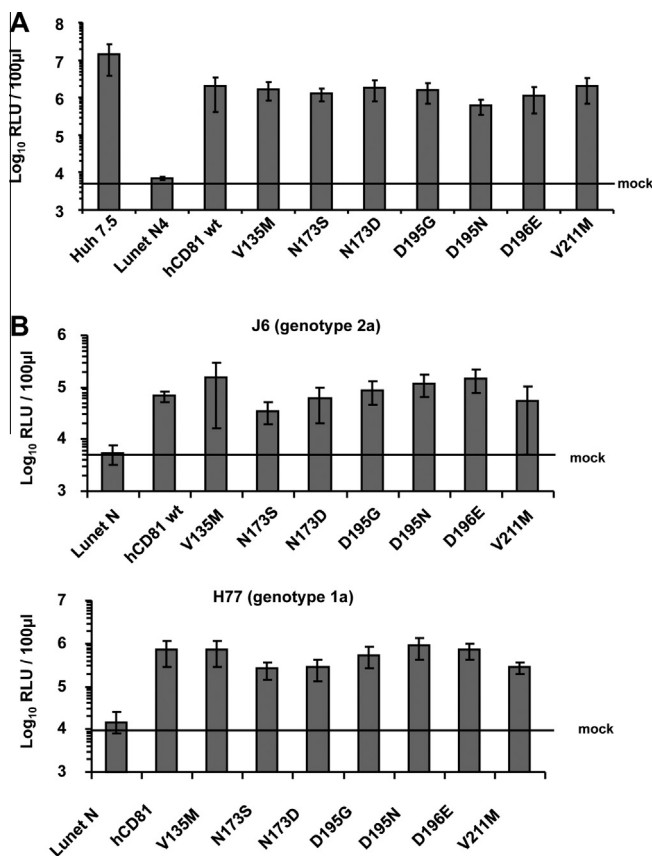 A
Log10 RLU / 100µl
8
7
6
5
4
3
mock
Huh 7.5
Lunet N4
hCD81 wt
V135M
N173S
N173D
D195G
D195N
D196E
V211M
B
J6 (genotype 2a)
Log10 RLU / 100µl
6
5
4
3
mock
Lunet N
hCD81 wt
V135M
N173S
N173D
D195G
D195N
D196E
V211M
H77 (genotype 1a)
Log10 RLU / 100µl
7
6
5
4
3
mock
Lunet N
hCD81
V135M
N173S
N173D
D195G
D195N
D196E
V211M